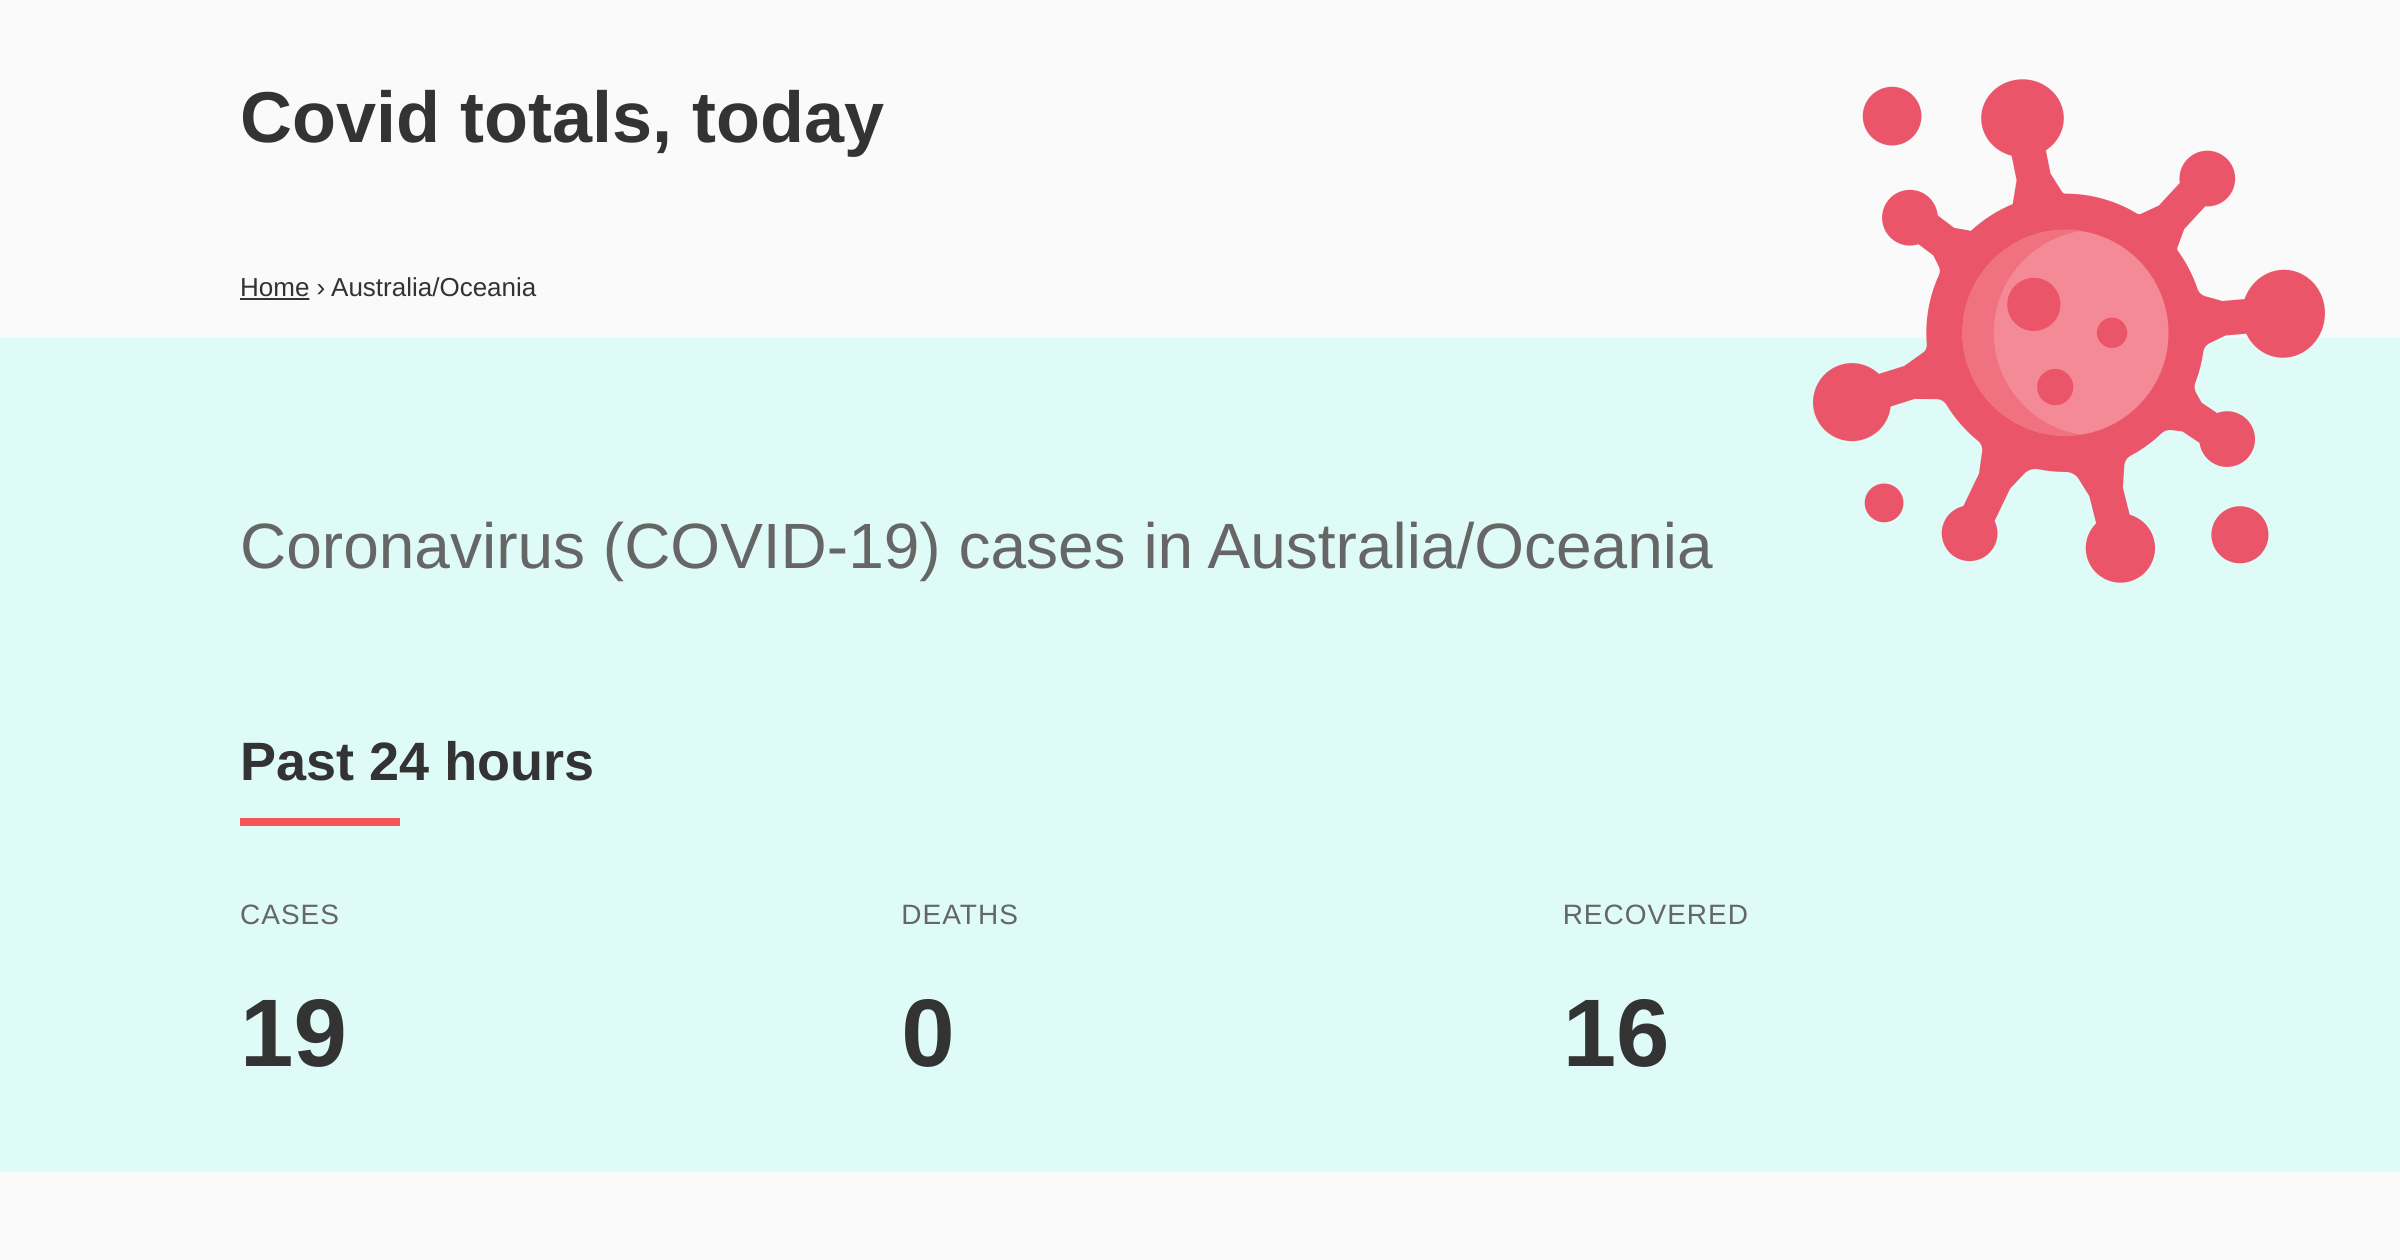 Covid totals, today
Home › Australia/Oceania
Coronavirus (COVID-19) cases in Australia/Oceania
Past 24 hours
CASES DEATHS RECOVERED
19 0 16